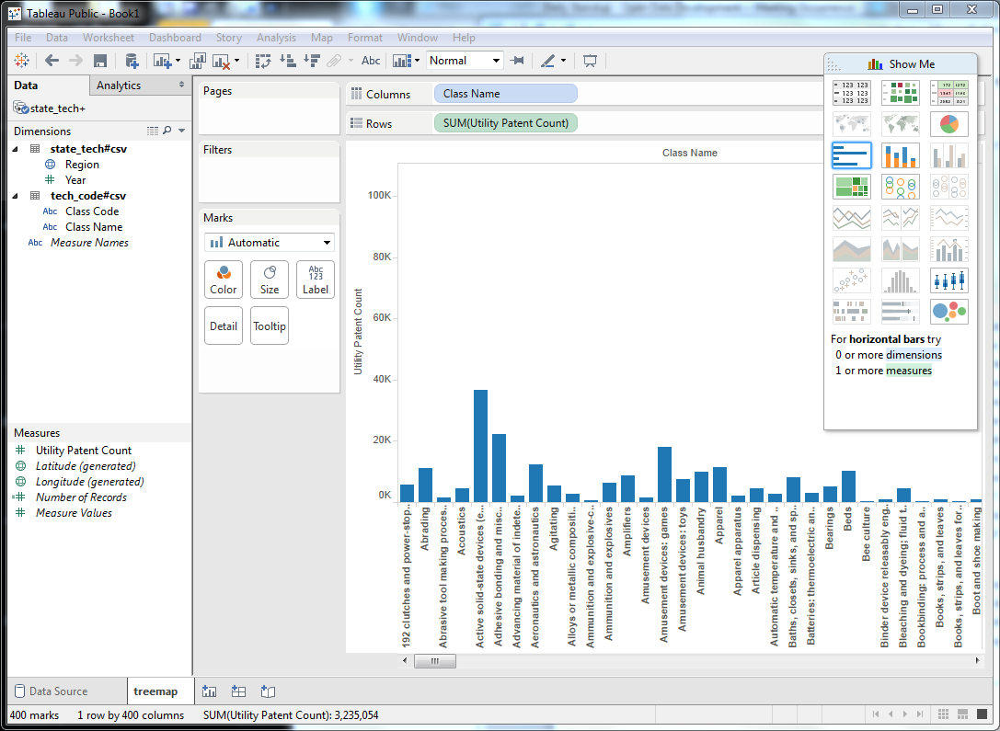 Tableau Public - Book1
File Data Worksheet Dashboard Story Analysis Map Format Window Help
Abc Normal
Data Analytics
state_tech+
Dimensions
state_tech#csv
Region
Year
tech_code#csv
Abc Class Code
Abc Class Name
Abc Measure Names
Measures
Utility Patent Count
Latitude (generated)
Longitude (generated)
Number of Records
Measure Values
Pages
Filters
Marks
Automatic
Color Size Abc 123 Label
Detail Tooltip
Columns Class Name
Rows SUM(Utility Patent Count)
Class Name
Utility Patent Count
100K
80K
60K
40K
20K
0K
192 clutches and power-stop..
Abrading
Abrasive tool making proces..
Acoustics
Active solid-state devices (e..
Adhesive bonding and misc..
Advancing material of indete..
Aeronautics and astronautics
Agitating
Alloys or metallic compositi..
Ammunition and explosive-c..
Ammunition and explosives
Amplifiers
Amusement devices
Amusement devices: games
Amusement devices: toys
Animal husbandry
Apparel
Apparel apparatus
Article dispensing
Automatic temperature and ..
Baths, closets, sinks, and sp..
Batteries: thermoelectric an..
Bearings
Beds
Bee culture
Binder device releasably eng..
Bleaching and dyeing; fluid t..
Bookbinding: process and a..
Books, strips, and leaves
Books, strips, and leaves for..
Boot and shoe making
Show Me
123 123
123 123
123 123
For horizontal bars try
0 or more dimensions
1 or more measures
Data Source treemap
400 marks 1 row by 400 columns SUM(Utility Patent Count): 3,235,054